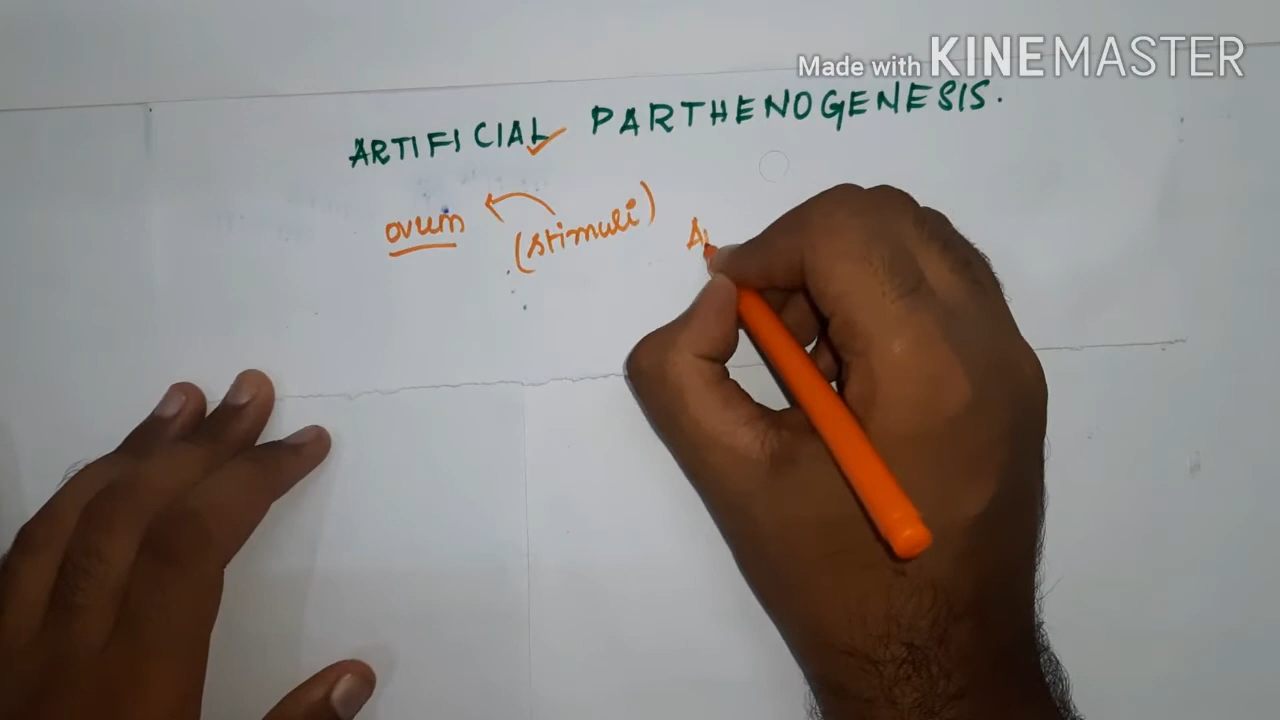 Made with KINEMASTER
ARTIFICIAL PARTHENOGENESIS.
ovum (stimuli)